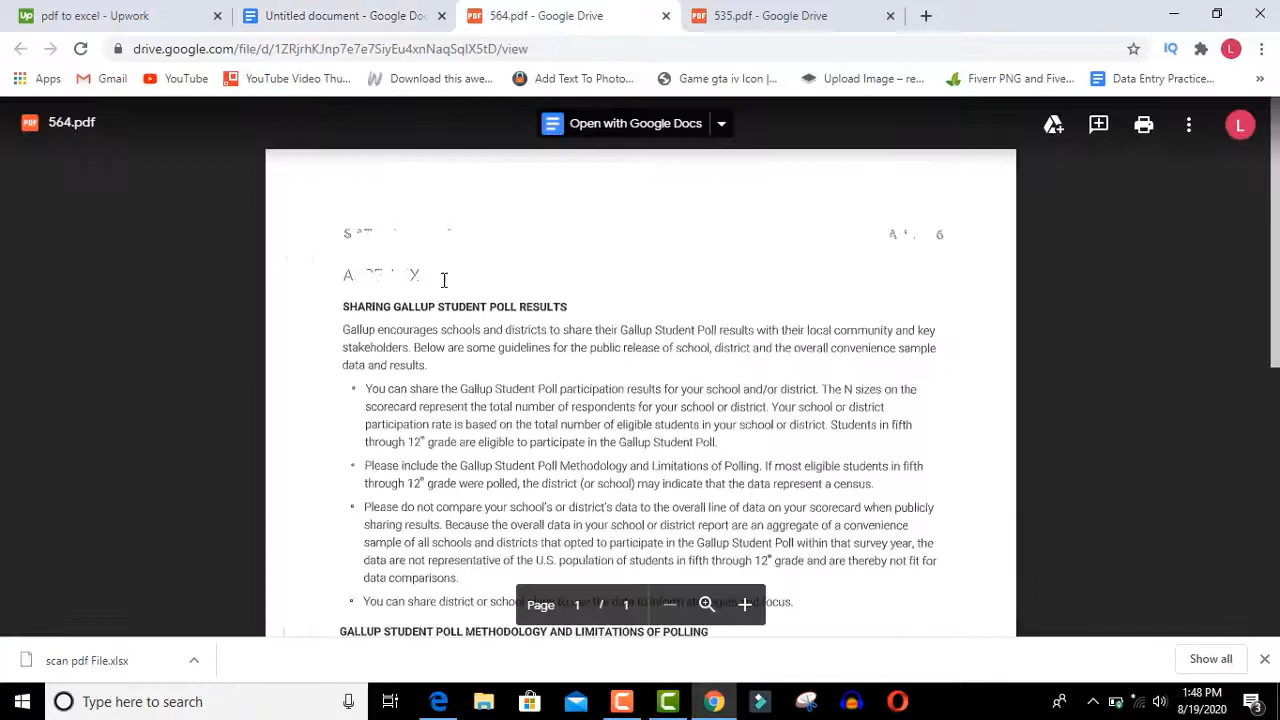 pdf to excel - Upwork
Untitled document - Google Doc
564.pdf - Google Drive
535.pdf - Google Drive
drive.google.com/file/d/1ZRjrhKJnp7e7e7SiyEu4xnNaqSqIX5tD/view
Apps
Gmail
YouTube
YouTube Video Thu...
Download this awe...
Add Text To Photo...
Game gta iv Icon |...
Upload Image – re...
Fiverr PNG and Five...
Data Entry Practice...
564.pdf
Open with Google Docs
L
SHARING GALLUP STUDENT POLL RESULTS
Gallup encourages schools and districts to share their Gallup Student Poll results with their local community and key
stakeholders. Below are some guidelines for the public release of school, district and the overall convenience sample
data and results.
• You can share the Gallup Student Poll participation results for your school and/or district. The N sizes on the
scorecard represent the total number of respondents for your school or district. Your school or district
participation rate is based on the total number of eligible students in your school or district. Students in fifth
through 12th grade are eligible to participate in the Gallup Student Poll.
• Please include the Gallup Student Poll Methodology and Limitations of Polling. If most eligible students in fifth
through 12th grade were polled, the district (or school) may indicate that the data represent a census.
• Please do not compare your school's or district's data to the overall line of data on your scorecard when publicly
sharing results. Because the overall data in your school or district report are an aggregate of a convenience
sample of all schools and districts that opted to participate in the Gallup Student Poll within that survey year, the
data are not representative of the U.S. population of students in fifth through 12th grade and are thereby not fit for
data comparisons.
• You can share district or school focus.
Page 1 / 1
GALLUP STUDENT POLL METHODOLOGY AND LIMITATIONS OF POLLING
scan pdf File.xlsx
Show all
Type here to search
1:48 PM
8/19/2020
3